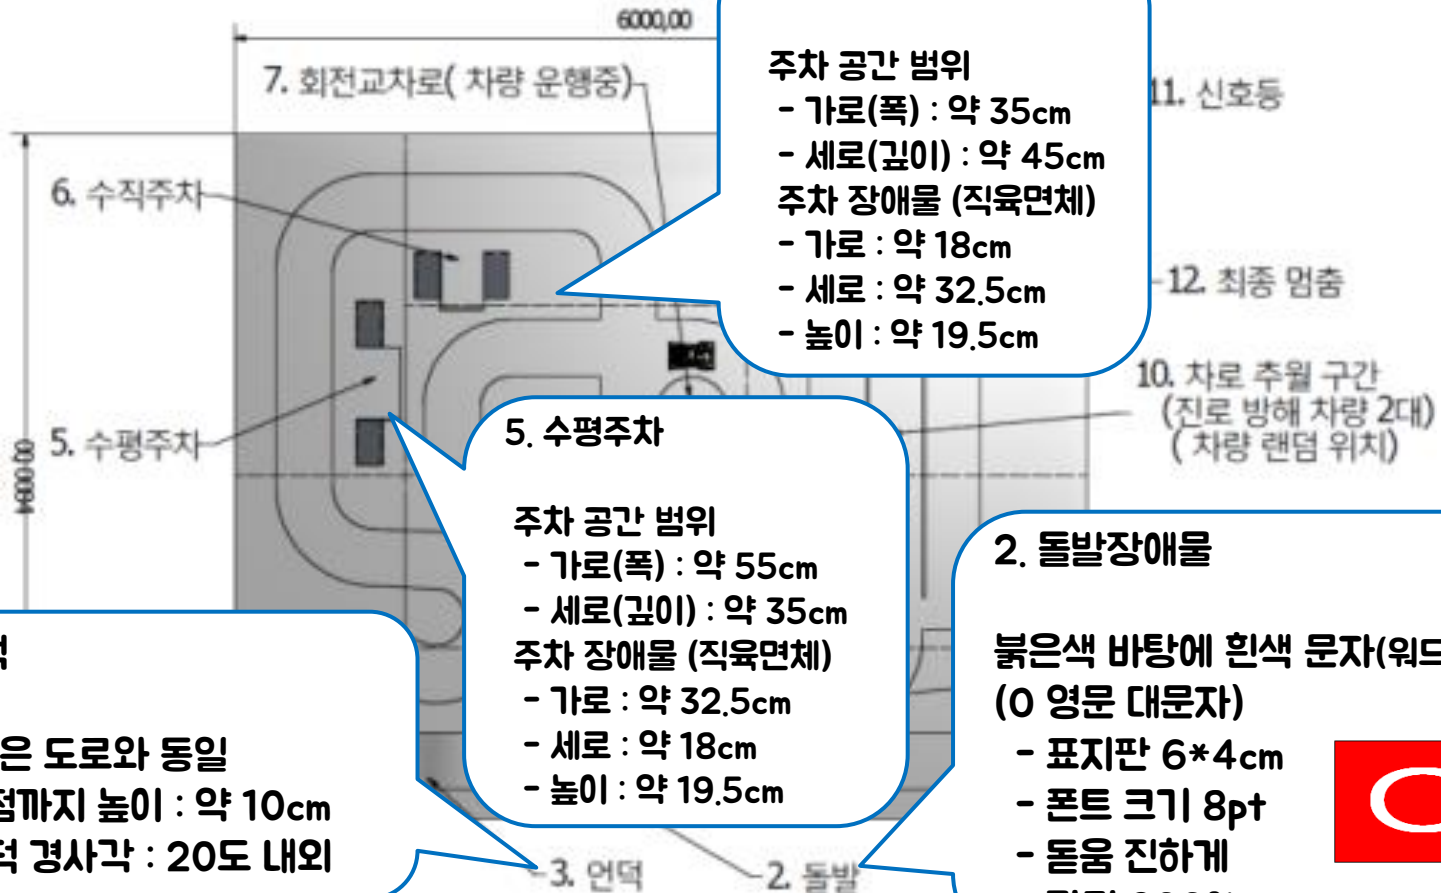 6000,00
7. 회전교차로( 차량 운행중)
6. 수직주차
주차 공간 범위
- 가로(폭) : 약 35cm
- 세로(깊이) : 약 45cm
주차 장애물 (직육면체)
- 가로 : 약 18cm
- 세로 : 약 32.5cm
- 높이 : 약 19.5cm
11. 신호등
12. 최종 멈춤
10. 차로 추월 구간
(진로 방해 차량 2대)
( 차량 랜덤 위치)
5. 수평주차
5. 수평주차
주차 공간 범위
- 가로(폭) : 약 55cm
- 세로(깊이) : 약 35cm
주차 장애물 (직육면체)
- 가로 : 약 32.5cm
- 세로 : 약 18cm
- 높이 : 약 19.5cm
은 도로와 동일
점까지 높이 : 약 10cm
경사각 : 20도 내외
2. 돌발장애물
붉은색 바탕에 흰색 문자(워드
(O 영문 대문자)
- 표지판 6*4cm
- 폰트 크기 8pt
- 돋움 진하게
3. 언덕
2. 돌발